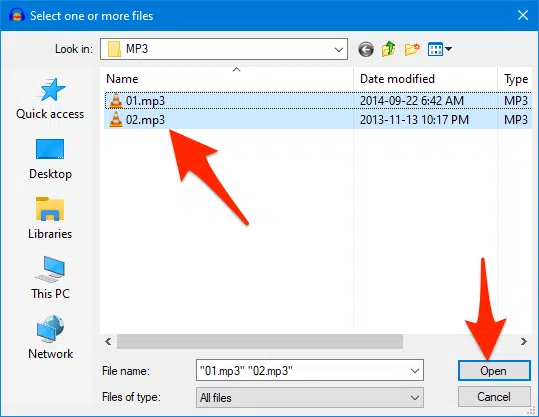 Select one or more files
Look in: MP3
Name Date modified Type
01.mp3 2014-09-22 6:42 AM MP3
02.mp3 2013-11-13 10:17 PM MP3
Quick access
Desktop
Libraries
This PC
Network
File name: "01.mp3" "02.mp3" Open
Files of type: All files Cancel